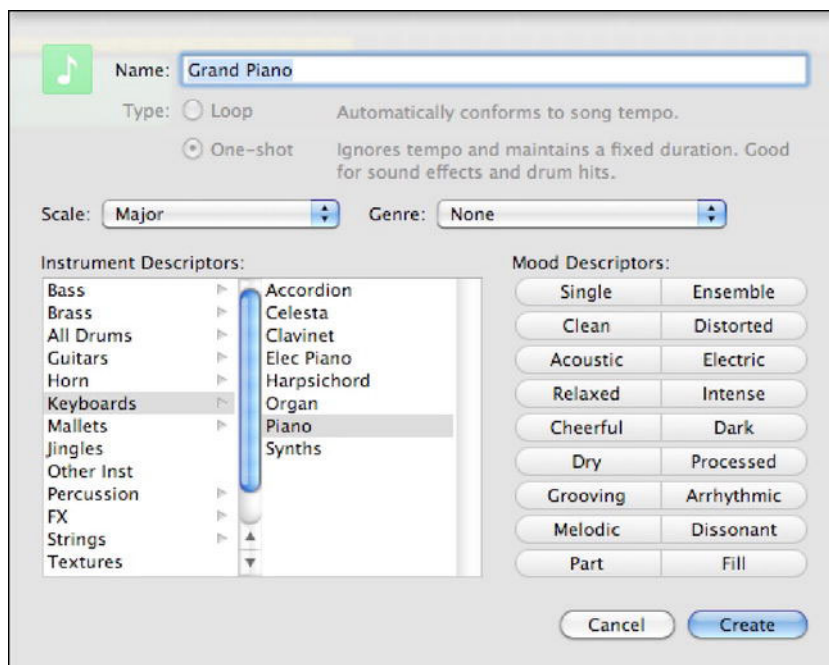 Name: Grand Piano
Type: Loop Automatically conforms to song tempo.
One-shot Ignores tempo and maintains a fixed duration. Good
for sound effects and drum hits.
Scale: Major Genre: None
Instrument Descriptors:
Bass
Brass
All Drums
Guitars
Horn
Keyboards
Mallets
Jingles
Other Inst
Percussion
FX
Strings
Textures
Accordion
Celesta
Clavinet
Elec Piano
Harpsichord
Organ
Piano
Synths
Mood Descriptors:
Single Ensemble
Clean Distorted
Acoustic Electric
Relaxed Intense
Cheerful Dark
Dry Processed
Grooving Arrhythmic
Melodic Dissonant
Part Fill
Cancel Create